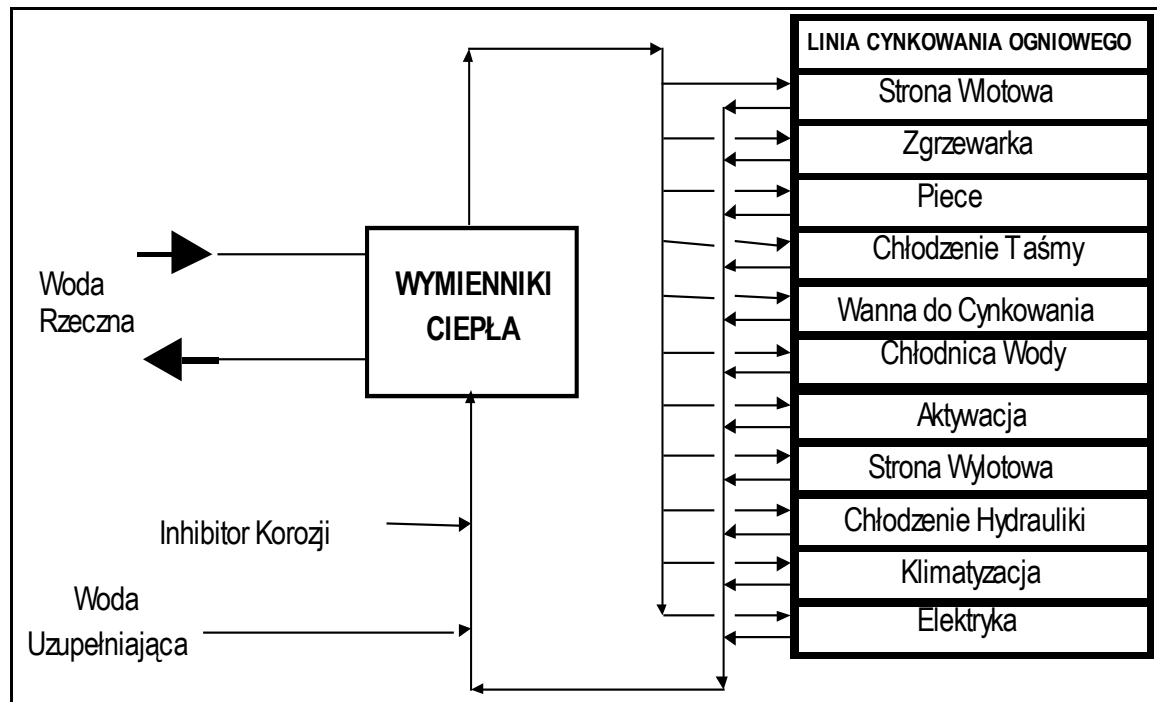 LINIA CYNKOWANIA OGNIOWEGO
Strona Wlotowa
Zgrzewarka
Piece
Chłodzenie Taśmy
Wanna do Cynkowania
Chłodnica Wody
Aktywacja
Strona Wylotowa
Chłodzenie Hydrauliki
Klimatyzacja
Elektryka
WYMIENNIKI
CIEPŁA
Woda
Rzeczna
Inhibitor Korozji
Woda
Uzupełniająca